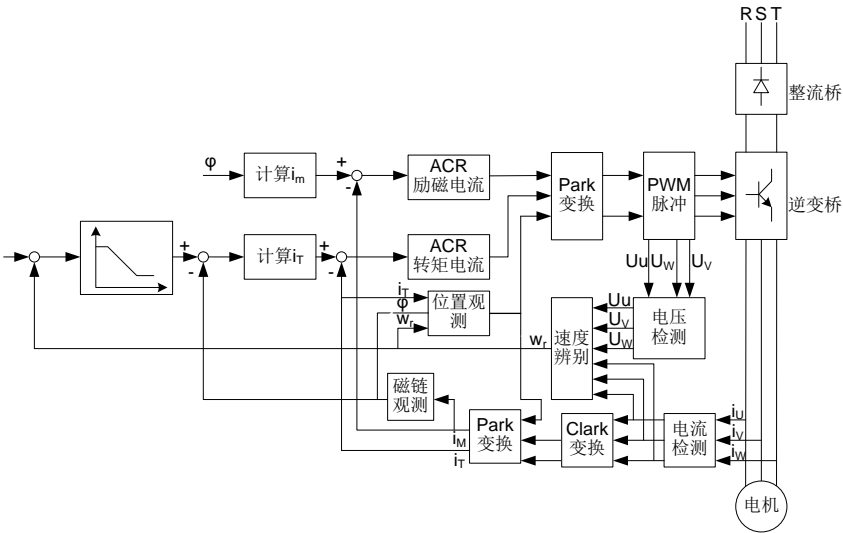 R S T
整流桥
φ
计算im
+
-
ACR
励磁电流
Park
变换
PWM
脉冲
逆变桥
+
-
计算iT
+
-
ACR
转矩电流
Uu UW UV
iT
φ
wr
位置观
测
速度
辨别
Uu
UV
UW
电压
检测
wr
磁链
观测
iM
iT
Park
变换
Clark
变换
电流
检测
iU
iV
iW
电机